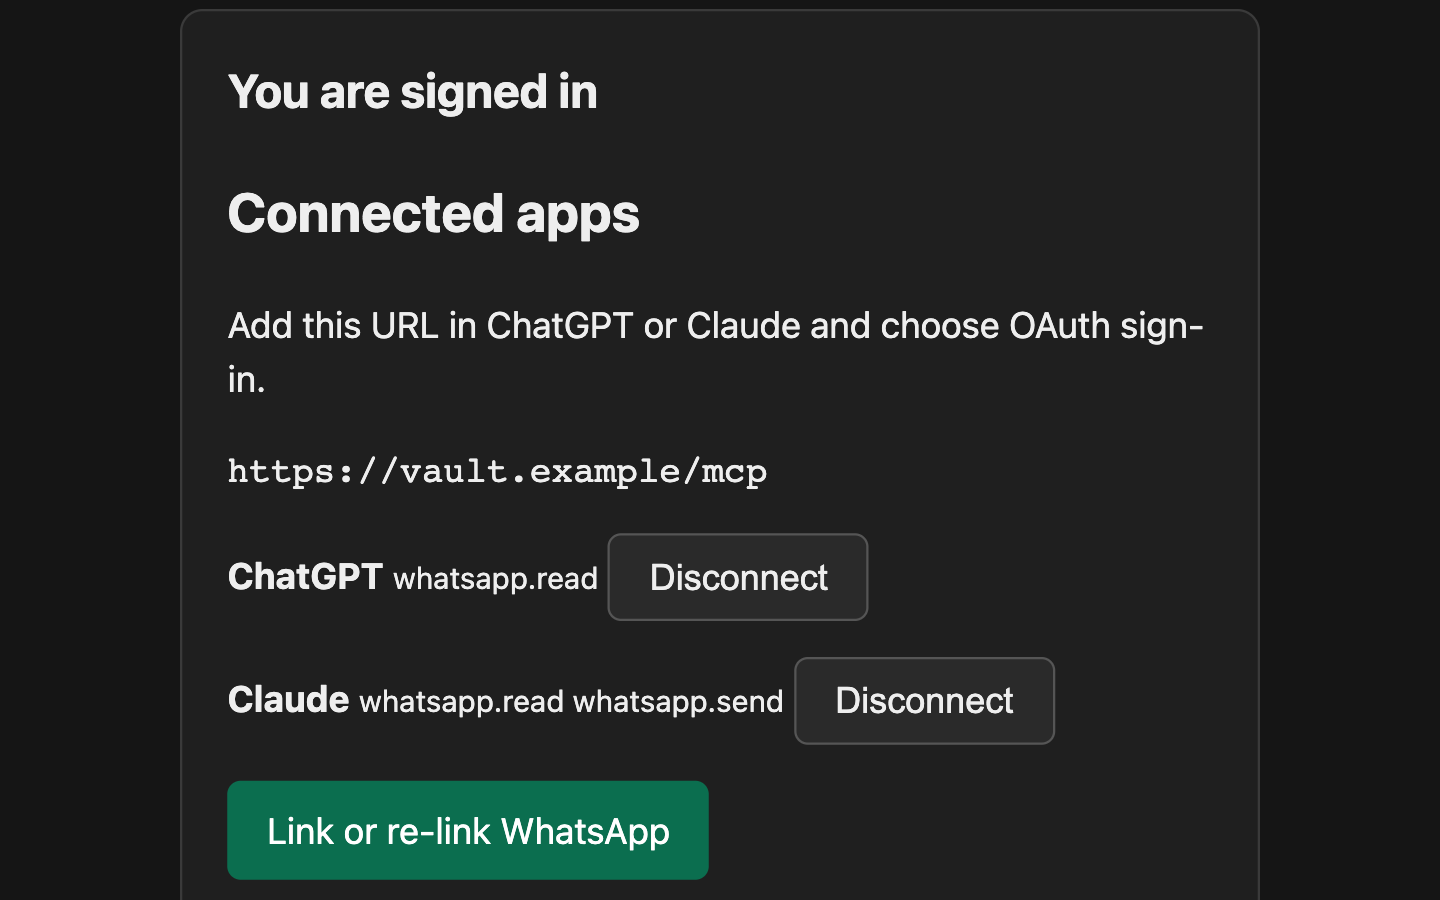 You are signed in
Connected apps
Add this URL in ChatGPT or Claude and choose OAuth sign-
in.
https://vault.example/mcp
ChatGPT whatsapp.read Disconnect
Claude whatsapp.read whatsapp.send Disconnect
Link or re-link WhatsApp